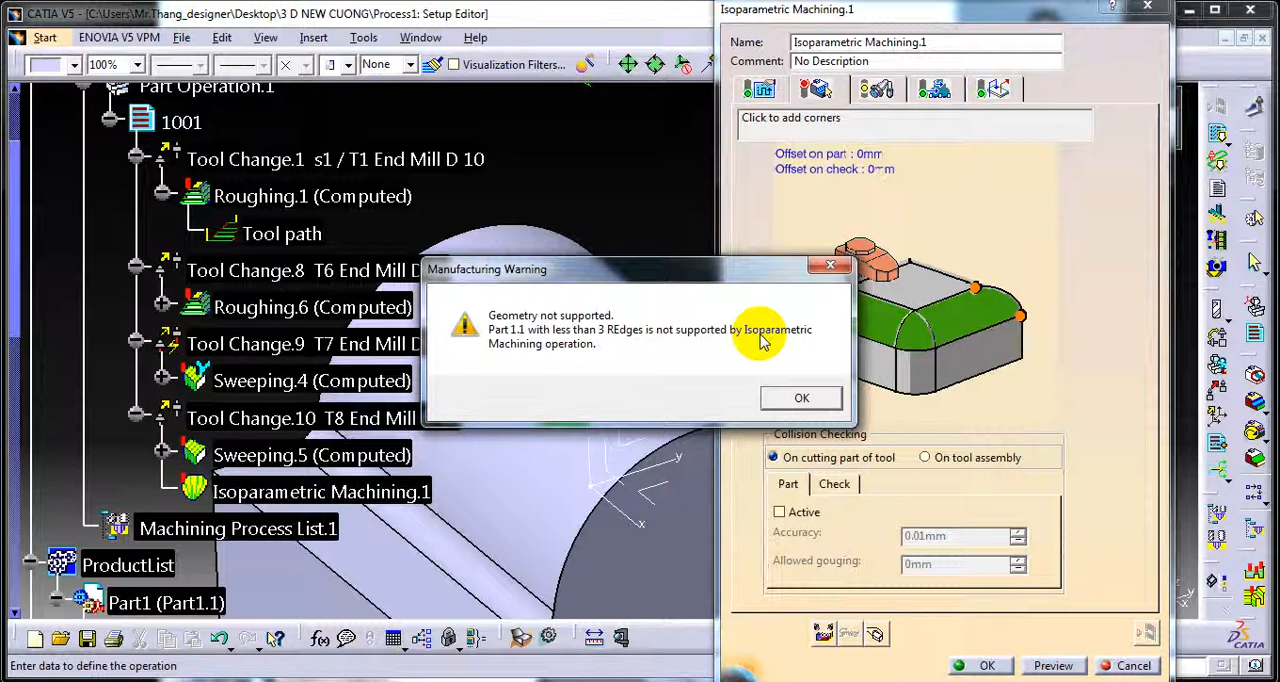 CATIA V5 - [C:\Users\Mr.Thang_designer\Desktop\3 D NEW CUONG\Process1: Setup Editor]
Start ENOVIA V5 VPM File Edit View Insert Tools Window Help
100% None Visualization Filters...
Part Operation.1
1001
Tool Change.1 s1 / T1 End Mill D 10
Roughing.1 (Computed)
Tool path
Tool Change.8 T6 End Mill D
Roughing.6 (Computed)
Tool Change.9 T7 End Mill D
Sweeping.4 (Computed)
Tool Change.10 T8 End Mill
Sweeping.5 (Computed)
Isoparametric Machining.1
Machining Process List.1
ProductList
Part1 (Part1.1)
y
x
Manufacturing Warning
Geometry not supported.
Part 1.1 with less than 3 REdges is not supported by Isoparametric
Machining operation.
OK
Isoparametric Machining.1
Name: Isoparametric Machining.1
Comment: No Description
Click to add corners
Offset on part : 0mm
Offset on check : 0mm
Collision Checking
On cutting part of tool On tool assembly
Part Check
Active
Accuracy: 0.01mm
Allowed gouging: 0mm
OK Preview Cancel
Enter data to define the operation
f(x)
CATIA